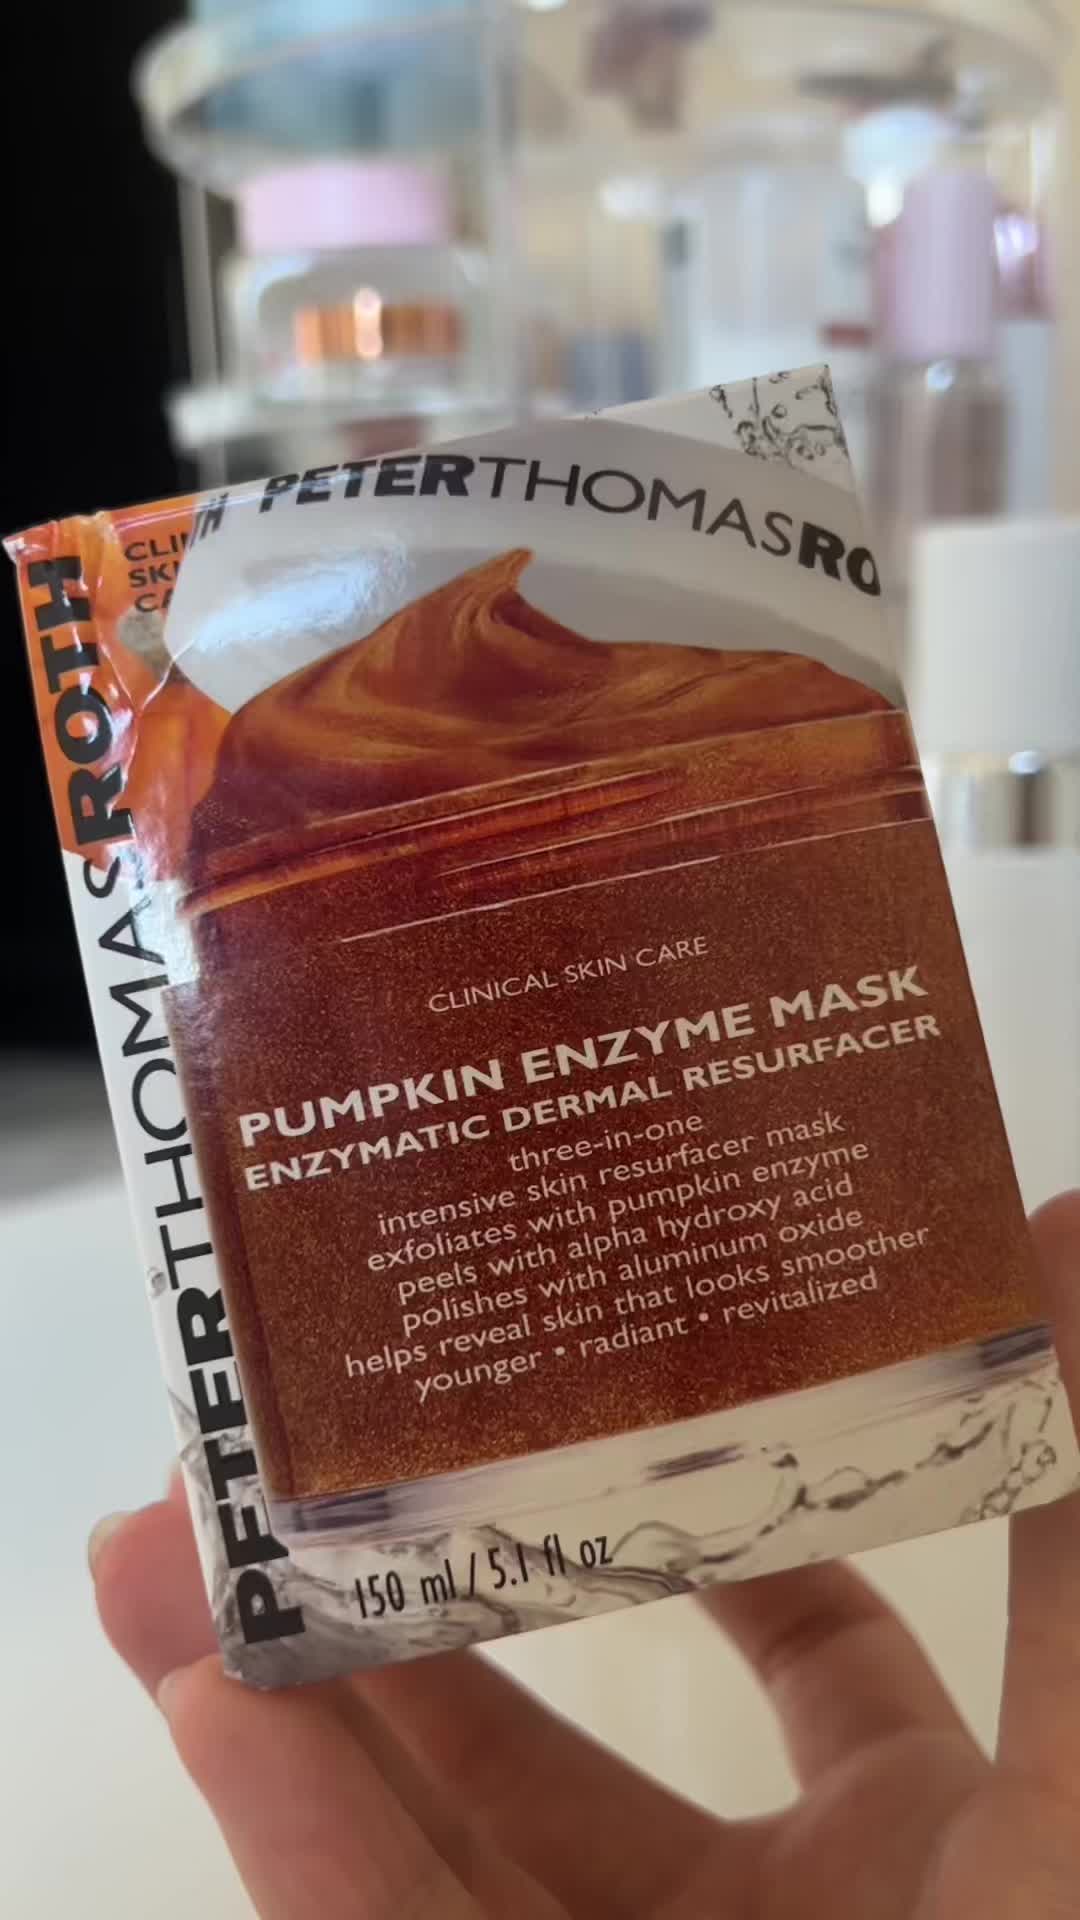 PETERTHOMASRO
CLINICAL SKIN CARE
PUMPKIN ENZYME MASK
ENZYMATIC DERMAL RESURFACER
three-in-one
intensive skin resurfacer mask
exfoliates with pumpkin enzyme
peels with alpha hydroxy acid
polishes with aluminum oxide
helps reveal skin that looks smoother
younger • radiant • revitalized
150 ml / 5.1 fl oz
PETERTHOMASROTH